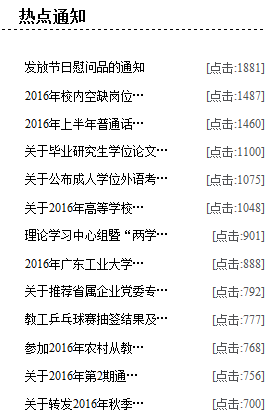 热点通知
发放节日慰问品的通知 [点击:1881]
2016年校内空缺岗位… [点击:1487]
2016年上半年普通话… [点击:1460]
关于毕业研究生学位论文… [点击:1100]
关于公布成人学位外语考… [点击:1075]
关于2016年高等学校… [点击:1048]
理论学习中心组暨“两学… [点击:901]
2016年广东工业大学… [点击:888]
关于推荐省属企业党委专… [点击:792]
教工乒乓球赛抽签结果及… [点击:777]
参加2016年农村从教… [点击:768]
关于2016年第2期通… [点击:756]
关于转发2016年秋季… [点击:700]